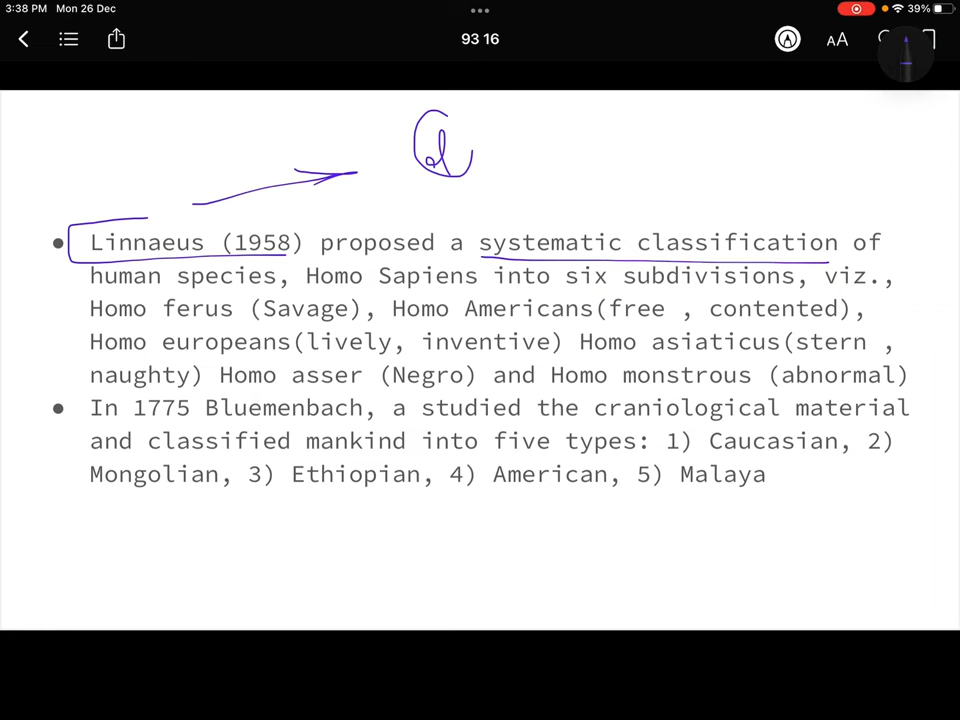 3:38 PM Mon 26 Dec
39%
93 16
AA
• Linnaeus (1958) proposed a systematic classification of
human species, Homo Sapiens into six subdivisions, viz.,
Homo ferus (Savage), Homo Americans(free , contented),
Homo europeans(lively, inventive) Homo asiaticus(stern ,
naughty) Homo asser (Negro) and Homo monstrous (abnormal)
• In 1775 Bluemenbach, a studied the craniological material
and classified mankind into five types: 1) Caucasian, 2)
Mongolian, 3) Ethiopian, 4) American, 5) Malaya